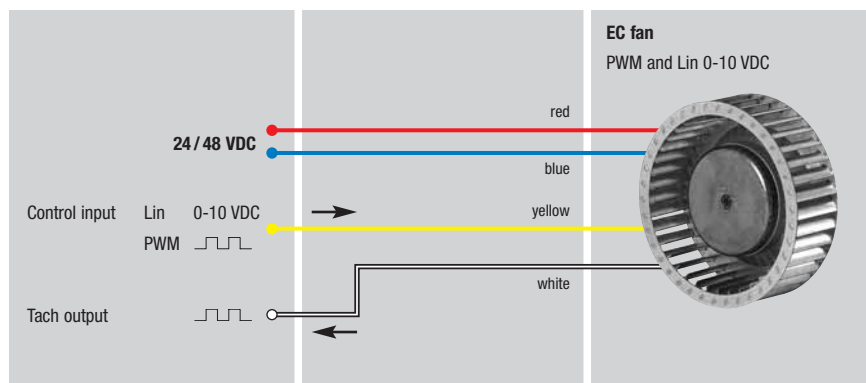 EC fan
PWM and Lin 0-10 VDC
red
24 / 48 VDC
blue
Control input Lin 0-10 VDC
yellow
PWM
white
Tach output